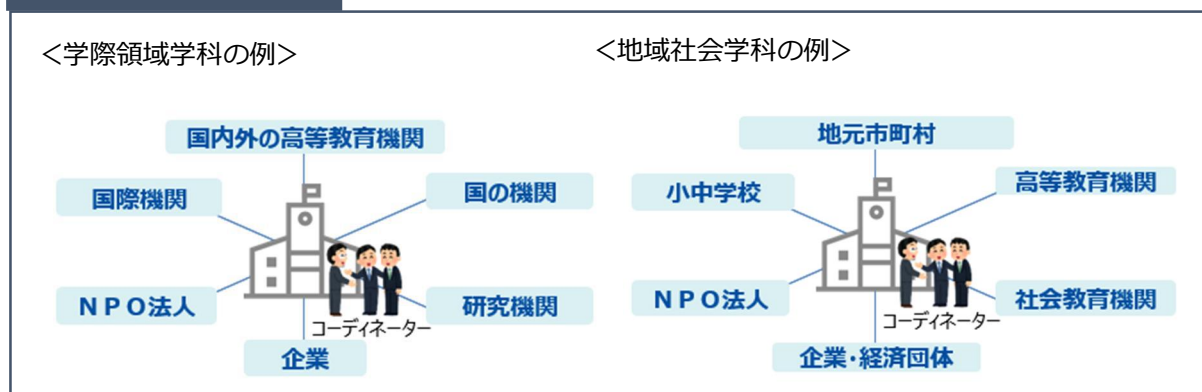 ＜学際領域学科の例＞
国内外の高等教育機関
国際機関
国の機関
ＮＰＯ法人
研究機関
コーディネーター
企業
＜地域社会学科の例＞
地元市町村
小中学校
高等教育機関
ＮＰＯ法人
社会教育機関
コーディネーター
企業・経済団体